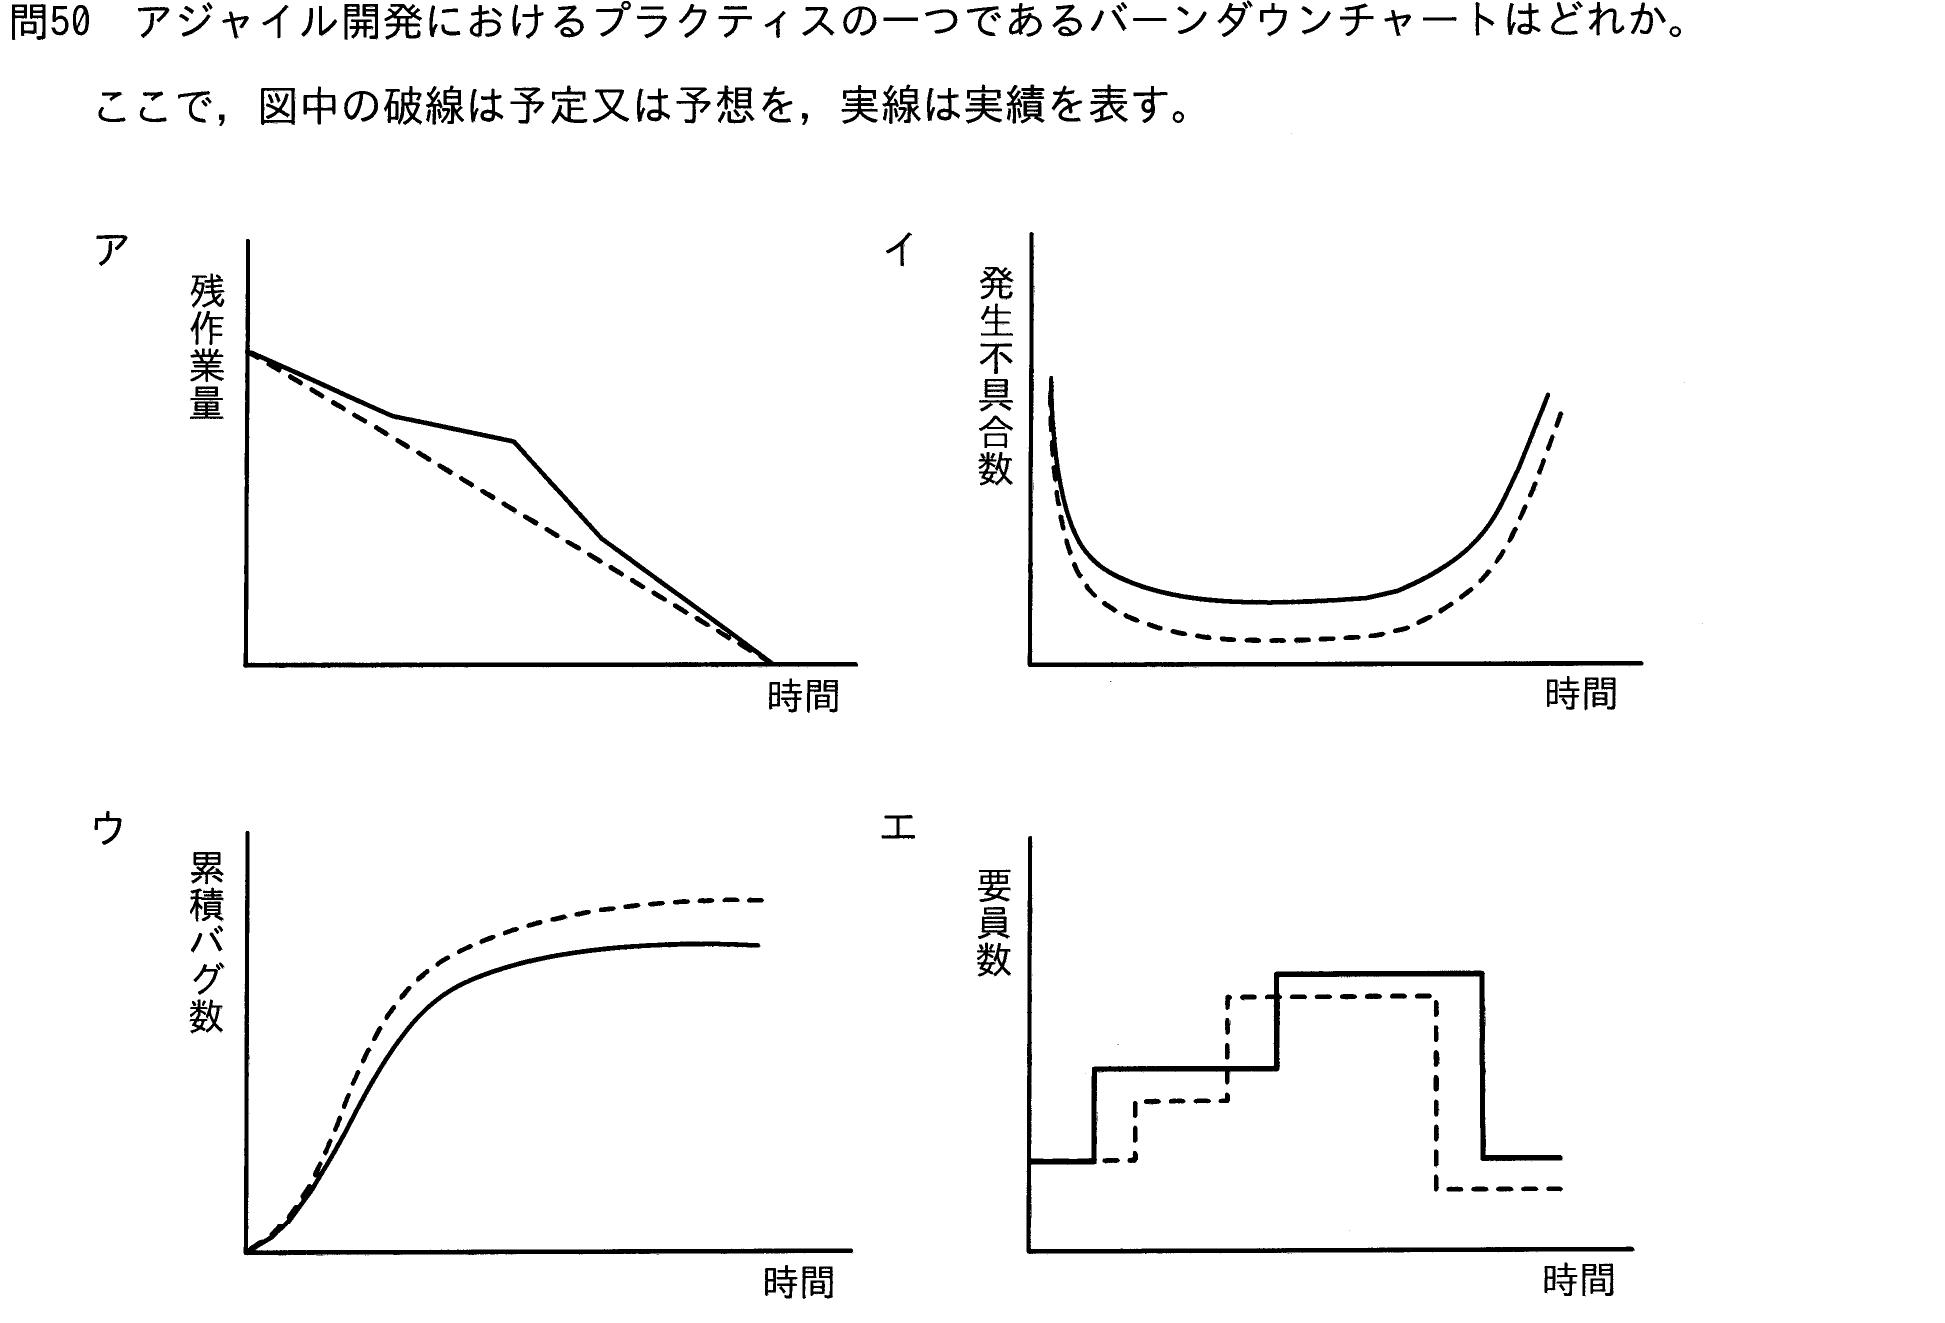 問50 アジャイル開発におけるプラクティスの一つであるバーンダウンチャートはどれか。
ここで，図中の破線は予定又は予想を，実線は実績を表す。
ア
残作業量
時間
イ
発生不具合数
時間
ウ
累積バグ数
時間
エ
要員数
時間